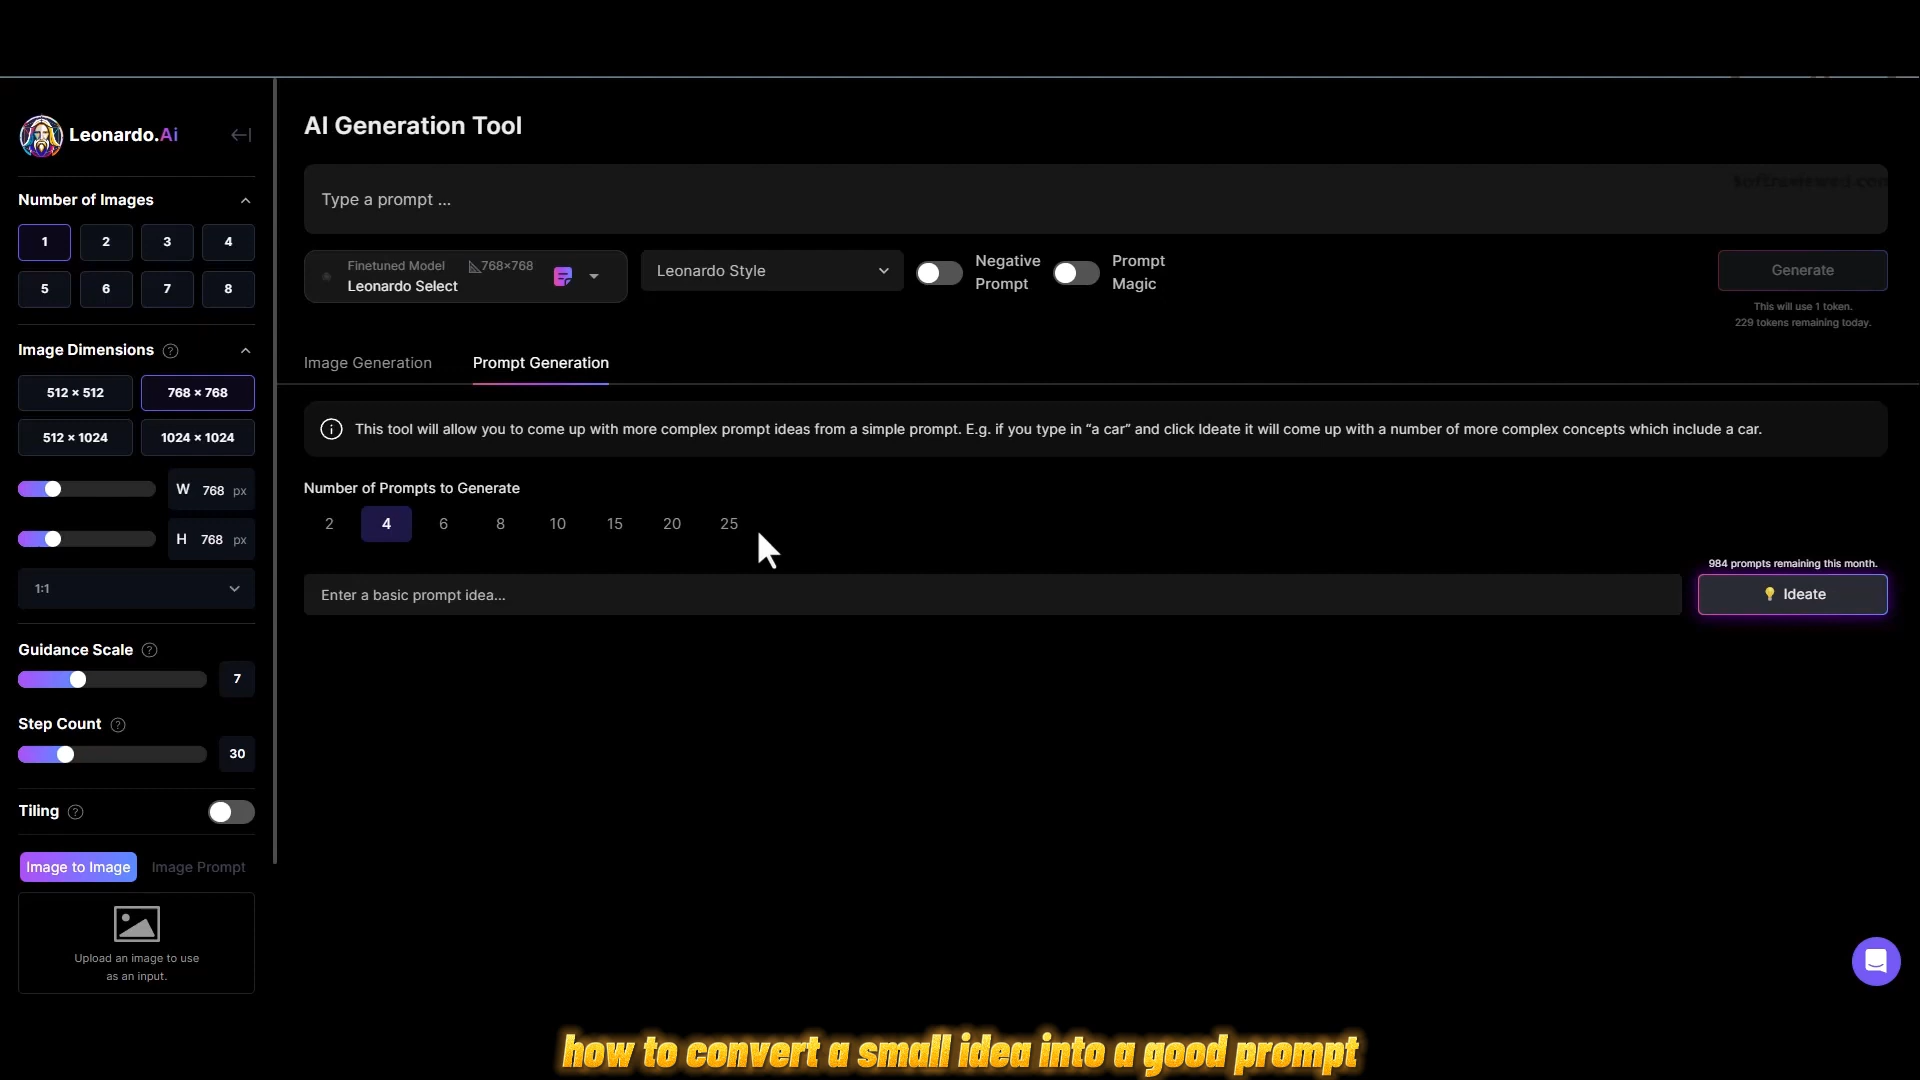 Leonardo.Ai
AI Generation Tool
Type a prompt ...
Number of Images
1 2 3 4
5 6 7 8
Finetuned Model 768×768
Leonardo Select
Leonardo Style
Negative
Prompt
Prompt
Magic
Generate
This will use 1 token.
229 tokens remaining today.
Image Dimensions ?
512 × 512 768 × 768
512 × 1024 1024 × 1024
W 768 px
H 768 px
1:1
Guidance Scale ?
7
Step Count ?
30
Tiling ?
Image to Image Image Prompt
Upload an image to use
as an input.
Image Generation Prompt Generation
This tool will allow you to come up with more complex prompt ideas from a simple prompt. E.g. if you type in “a car” and click Ideate it will come up with a number of more complex concepts which include a car.
Number of Prompts to Generate
2 4 6 8 10 15 20 25
984 prompts remaining this month.
Enter a basic prompt idea...
Ideate
how to convert a small idea into a good prompt